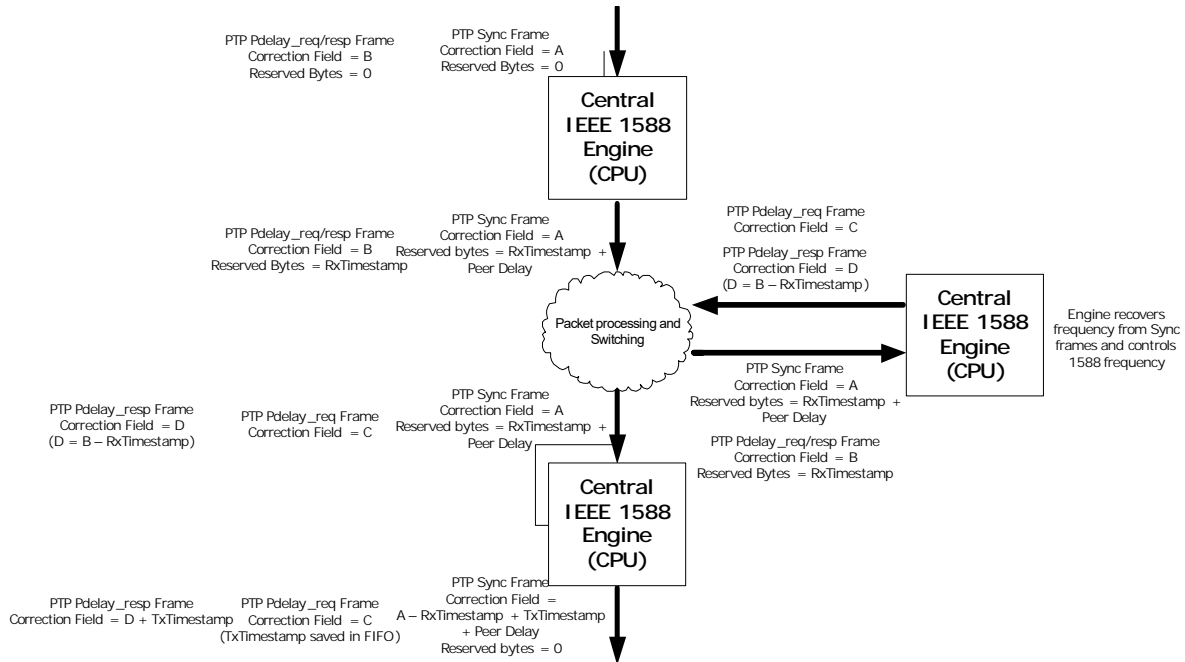 PTP Pdelay_req/resp Frame
Correction Field = B
Reserved Bytes = 0
PTP Sync Frame
Correction Field = A
Reserved Bytes = 0
Central
IEEE 1588
Engine
(CPU)
PTP Pdelay_req/resp Frame
Correction Field = B
Reserved Bytes = RxTimestamp
PTP Sync Frame
Correction Field = A
Reserved bytes = RxTimestamp +
Peer Delay
PTP Pdelay_req Frame
Correction Field = C
PTP Pdelay_resp Frame
Correction Field = D
(D = B – RxTimestamp)
Packet processing and
Switching
Central
IEEE 1588
Engine
(CPU)
Engine recovers
frequency from Sync
frames and controls
1588 frequency
PTP Sync Frame
Correction Field = A
Reserved bytes = RxTimestamp +
Peer Delay
PTP Pdelay_req/resp Frame
Correction Field = B
Reserved Bytes = RxTimestamp
PTP Pdelay_resp Frame
Correction Field = D
(D = B – RxTimestamp)
PTP Pdelay_req Frame
Correction Field = C
PTP Sync Frame
Correction Field = A
Reserved bytes = RxTimestamp +
Peer Delay
Central
IEEE 1588
Engine
(CPU)
PTP Pdelay_resp Frame
Correction Field = D + TxTimestamp
PTP Pdelay_req Frame
Correction Field = C
(TxTimestamp saved in FIFO)
PTP Sync Frame
Correction Field =
A – RxTimestamp + TxTimestamp
+ Peer Delay
Reserved bytes = 0